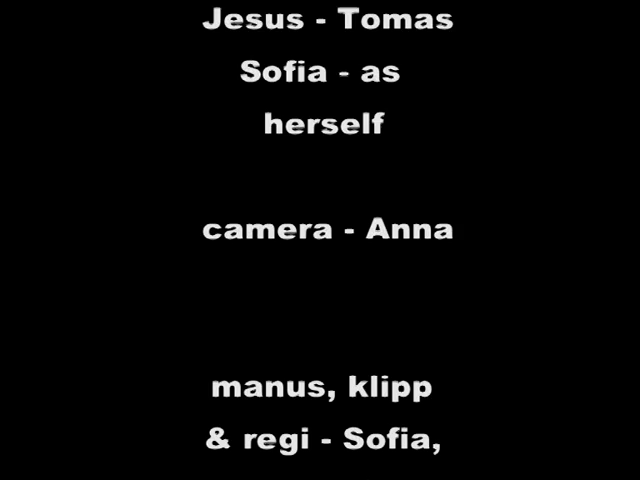 Jesus - Tomas
Sofia - as
herself
camera - Anna
manus, klipp
& regi - Sofia,